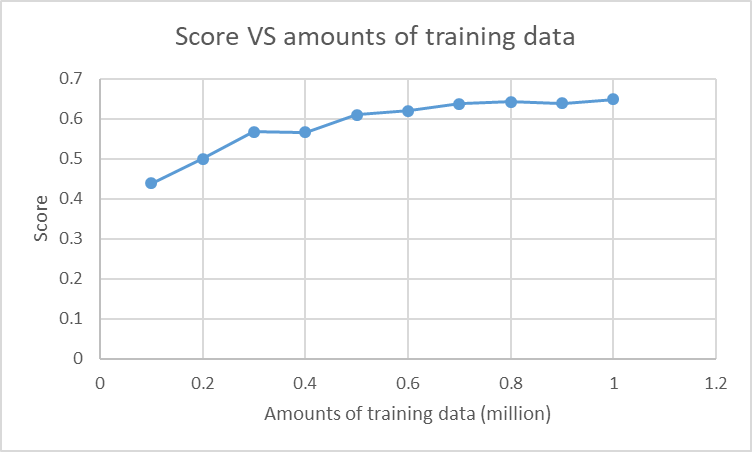 Score VS amounts of training data
0.7
0.6
0.5
0.4
0.3
0.2
0.1
0
Score
0 0.2 0.4 0.6 0.8 1 1.2
Amounts of training data (million)